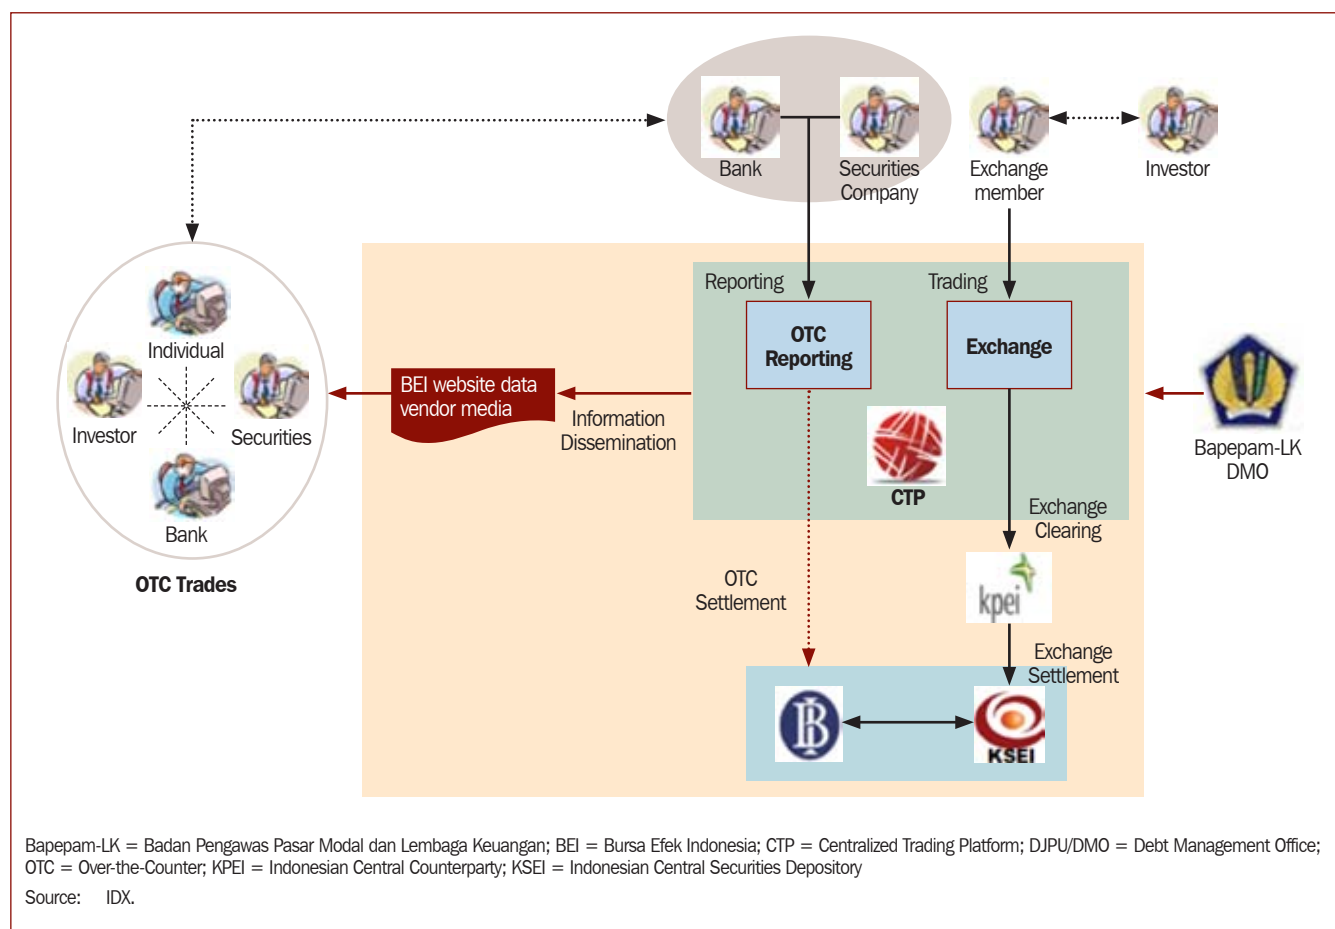 Bank
Securities
Company
Exchange
member
Investor
Reporting
Trading
OTC
Reporting
Exchange
Individual
Investor
Securities
Bank
OTC Trades
BEI website data
vendor media
Information
Dissemination
CTP
Bapepam-LK
DMO
Exchange
Clearing
kpei
OTC
Settlement
Exchange
Settlement
BI
KSEI
Bapepam-LK = Badan Pengawas Pasar Modal dan Lembaga Keuangan; BEI = Bursa Efek Indonesia; CTP = Centralized Trading Platform; DJPU/DMO = Debt Management Office;
OTC = Over-the-Counter; KPEI = Indonesian Central Counterparty; KSEI = Indonesian Central Securities Depository
Source: IDX.